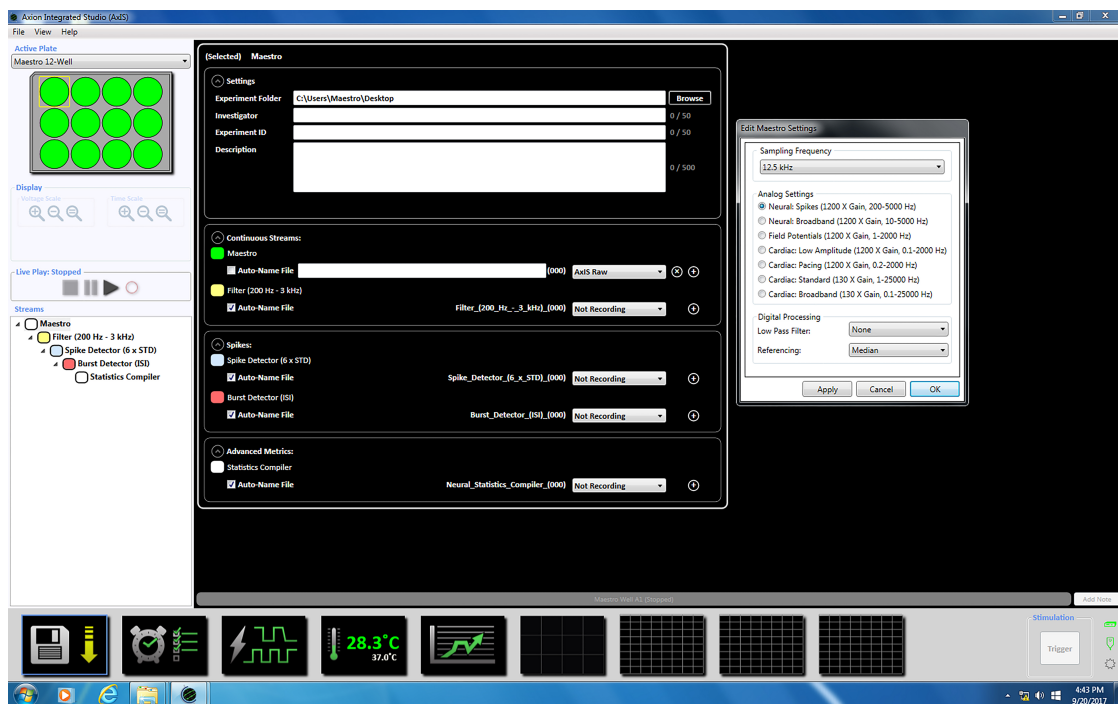 Axion Integrated Studio (AxIS)
File View Help
Active Plate
Maestro 12-Well
Display
Voltage Scale Time Scale
Live Play: Stopped
Streams
Maestro
Filter (200 Hz - 3 kHz)
Spike Detector (6 x STD)
Burst Detector (ISI)
Statistics Compiler
(Selected) Maestro
Settings
Experiment Folder C:\Users\Maestro\Desktop Browse
Investigator 0 / 50
Experiment ID 0 / 50
Description
0 / 500
Continuous Streams:
Maestro
Auto-Name File (000) AxIS Raw
Filter (200 Hz - 3 kHz)
Auto-Name File Filter_(200_Hz_-_3_kHz)_(000) Not Recording
Spikes:
Spike Detector (6 x STD)
Auto-Name File Spike_Detector_(6_x_STD)_(000) Not Recording
Burst Detector (ISI)
Auto-Name File Burst_Detector_(ISI)_(000) Not Recording
Advanced Metrics:
Statistics Compiler
Auto-Name File Neural_Statistics_Compiler_(000) Not Recording
Edit Maestro Settings
Sampling Frequency
12.5 kHz
Analog Settings
Neural: Spikes (1200 X Gain, 200-5000 Hz)
Neural: Broadband (1200 X Gain, 10-5000 Hz)
Field Potentials (1200 X Gain, 1-2000 Hz)
Cardiac: Low Amplitude (1200 X Gain, 0.1-2000 Hz)
Cardiac: Pacing (1200 X Gain, 0.2-2000 Hz)
Cardiac: Standard (130 X Gain, 1-25000 Hz)
Cardiac: Broadband (130 X Gain, 0.1-25000 Hz)
Digital Processing
Low Pass Filter: None
Referencing: Median
Apply Cancel OK
Maestro Well A1 (Stopped) Add Note
28.3°C
37.0°C
Stimulation
Trigger
4:43 PM
9/20/2017